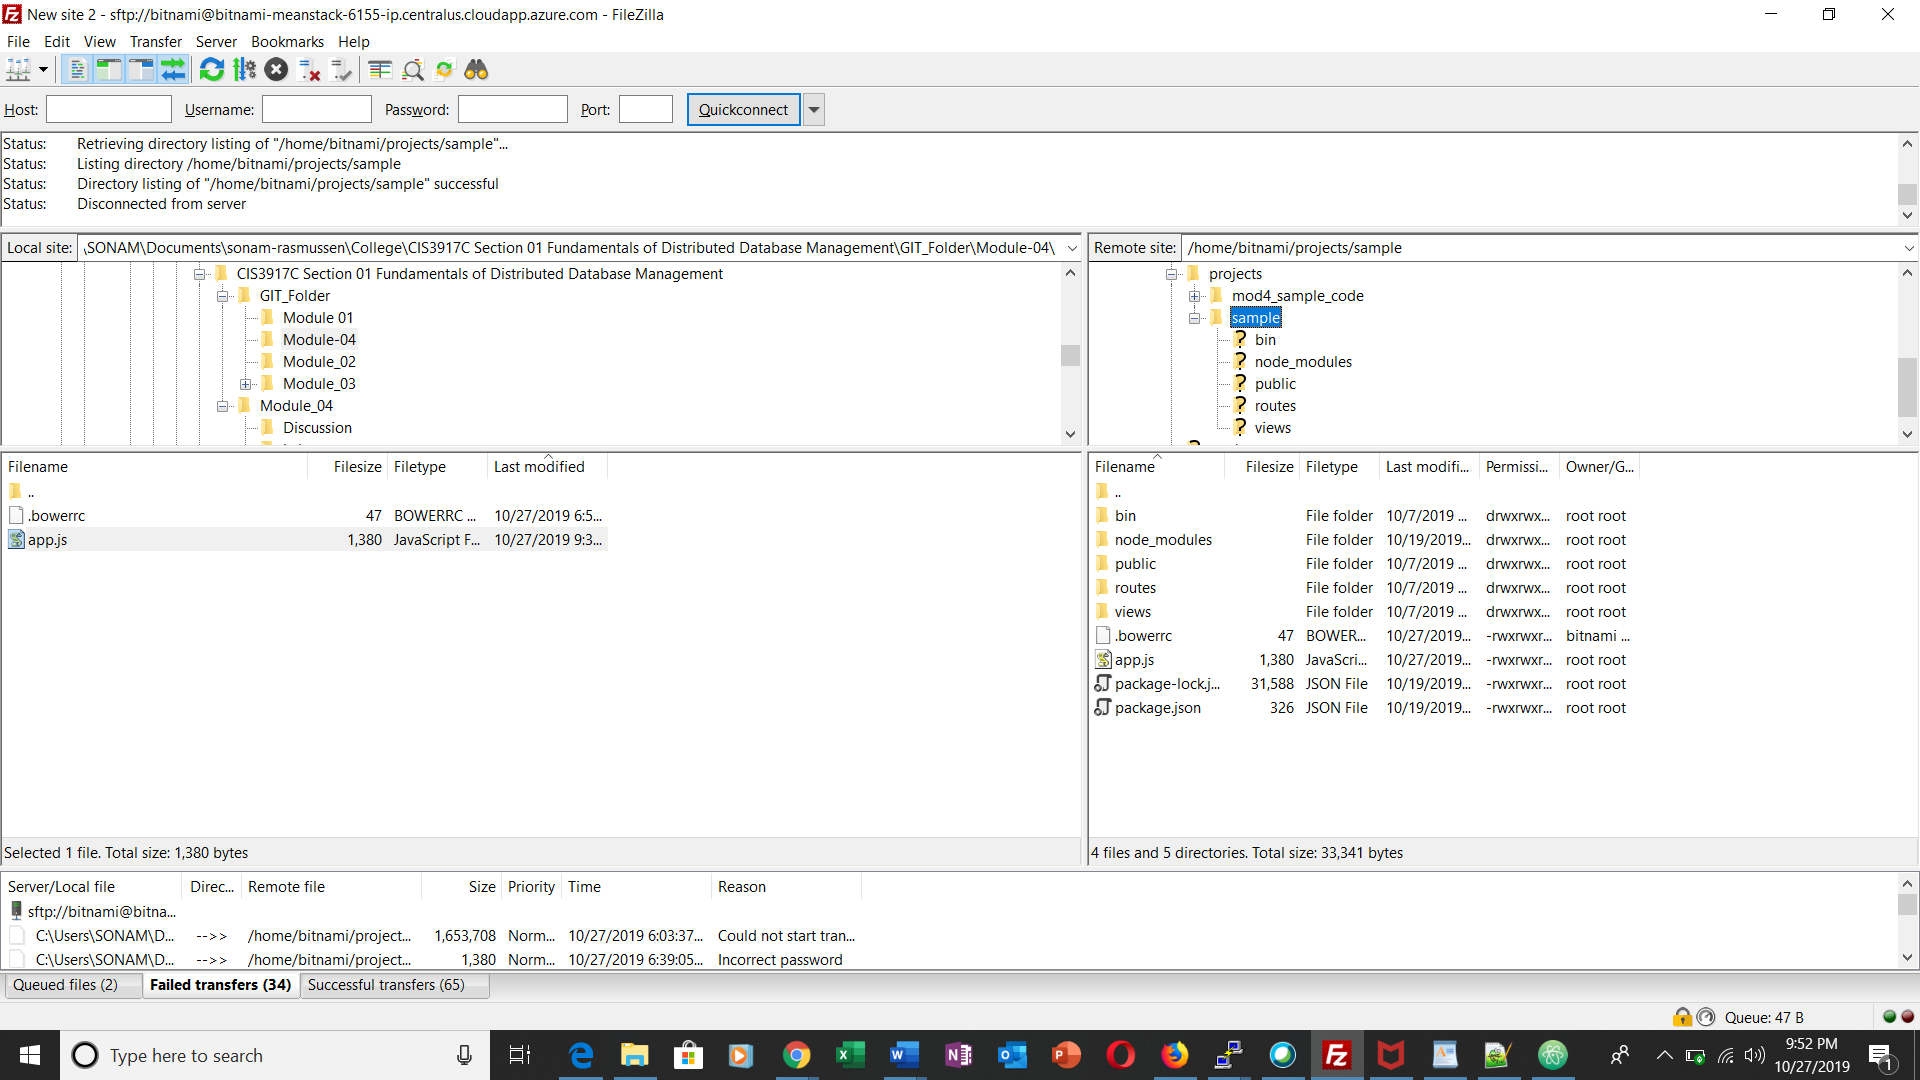 New site 2 - sftp://bitnami@bitnami-meanstack-6155-ip.centralus.cloudapp.azure.com - FileZilla
File Edit View Transfer Server Bookmarks Help
Host: Username: Password: Port: Quickconnect
Status: Retrieving directory listing of "/home/bitnami/projects/sample"...
Status: Listing directory /home/bitnami/projects/sample
Status: Directory listing of "/home/bitnami/projects/sample" successful
Status: Disconnected from server
Local site: \SONAM\Documents\sonam-rasmussen\College\CIS3917C Section 01 Fundamentals of Distributed Database Management\GIT_Folder\Module-04\
CIS3917C Section 01 Fundamentals of Distributed Database Management
GIT_Folder
Module 01
Module-04
Module_02
Module_03
Module_04
Discussion
Remote site: /home/bitnami/projects/sample
projects
mod4_sample_code
sample
bin
node_modules
public
routes
views
Filename Filesize Filetype Last modified
..
.bowerrc 47 BOWERRC ... 10/27/2019 6:5...
app.js 1,380 JavaScript F... 10/27/2019 9:3...
Selected 1 file. Total size: 1,380 bytes
Filename Filesize Filetype Last modifi... Permissi... Owner/G...
..
bin File folder 10/7/2019 ... drwxrwx... root root
node_modules File folder 10/19/2019... drwxrwx... root root
public File folder 10/7/2019 ... drwxrwx... root root
routes File folder 10/7/2019 ... drwxrwx... root root
views File folder 10/7/2019 ... drwxrwx... root root
.bowerrc 47 BOWER... 10/27/2019... -rwxrwxr... bitnami ...
app.js 1,380 JavaScri... 10/27/2019... -rwxrwxr... root root
package-lock.j... 31,588 JSON File 10/19/2019... -rwxrwxr... root root
package.json 326 JSON File 10/19/2019... -rwxrwxr... root root
4 files and 5 directories. Total size: 33,341 bytes
Server/Local file Direc... Remote file Size Priority Time Reason
sftp://bitnami@bitna...
C:\Users\SONAM\D... -->> /home/bitnami/project... 1,653,708 Norm... 10/27/2019 6:03:37... Could not start tran...
C:\Users\SONAM\D... -->> /home/bitnami/project... 1,380 Norm... 10/27/2019 6:39:05... Incorrect password
Queued files (2) Failed transfers (34) Successful transfers (65)
Queue: 47 B
Type here to search
9:52 PM
10/27/2019
1